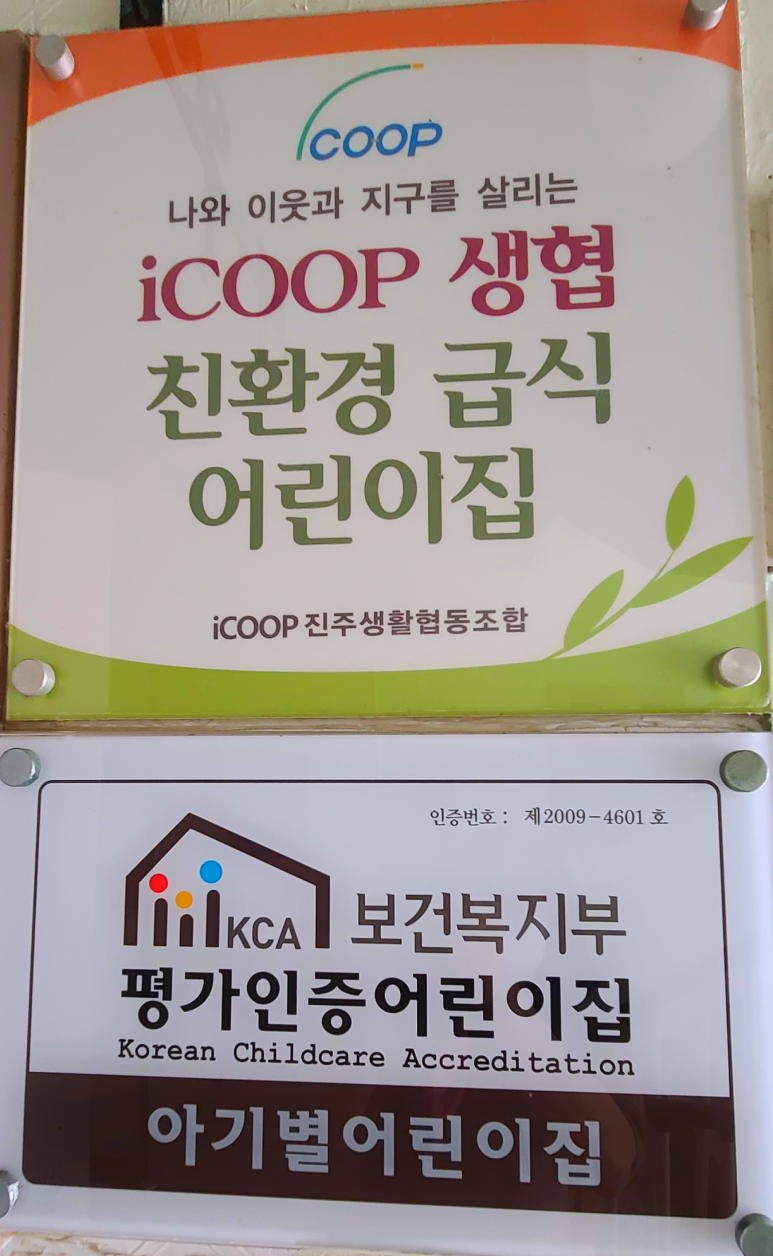 COOP
나와 이웃과 지구를 살리는
iCOOP 생협
친환경 급식
어린이집
iCOOP 진주생활협동조합
인증번호 : 제2009-4601 호
KCA 보건복지부
평가인증어린이집
Korean Childcare Accreditation
아기별어린이집